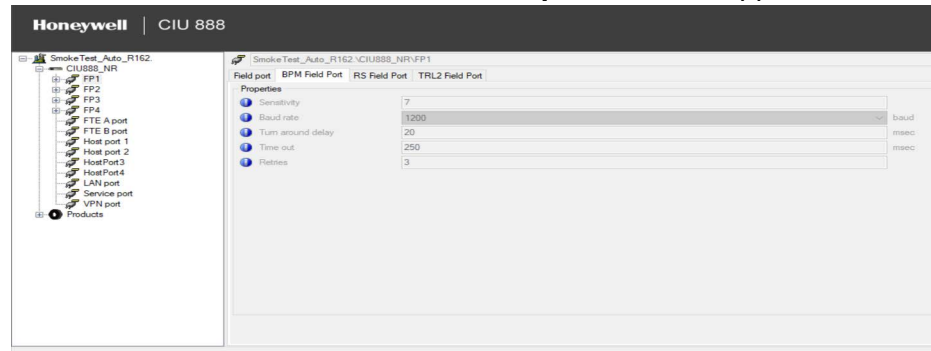 Honeywell | CIU 888
SmokeTest_Auto_R162.
CIU888_NR
FP1
FP2
FP3
FP4
FTE A port
FTE B port
Host port 1
Host port 2
HostPort3
HostPort4
LAN port
Service port
VPN port
Products
SmokeTest_Auto_R162.\CIU888_NR\FP1
Field port BPM Field Port RS Field Port TRL2 Field Port
Properties
Sensitivity 7
Baud rate 1200 baud
Turn around delay 20 msec
Time out 250 msec
Retries 3